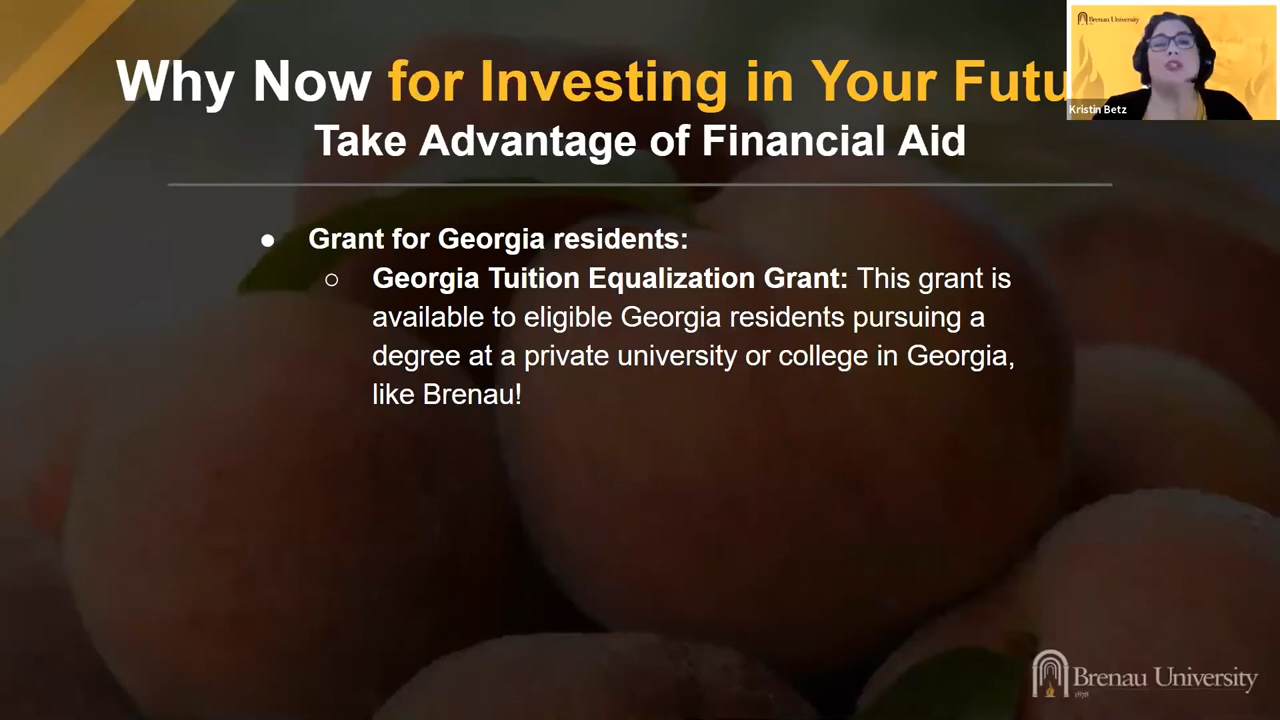 Brenau University
Why Now for Investing in Your Futu
Kristin Betz
Take Advantage of Financial Aid
● Grant for Georgia residents:
○ Georgia Tuition Equalization Grant: This grant is
available to eligible Georgia residents pursuing a
degree at a private university or college in Georgia,
like Brenau!
Brenau University
1878